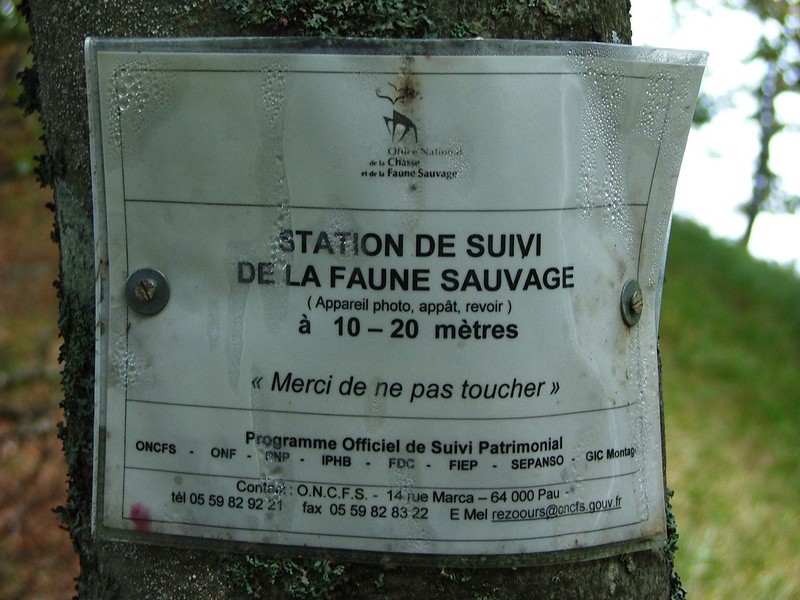 Office National
de la Chasse
et de la Faune Sauvage
STATION DE SUIVI
DE LA FAUNE SAUVAGE
( Appareil photo, appât, revoir )
à 10 – 20 mètres
« Merci de ne pas toucher »
Programme Officiel de Suivi Patrimonial
ONCFS - ONF - PNP - IPHB - FDC - FIEP - SEPANSO - GIC Montagne
Contact : O.N.C.F.S. - 14 rue Marca – 64 000 Pau -
tél 05 59 82 92 21 fax 05 59 82 83 22 E Mel rezoours@oncfs.gouv.fr